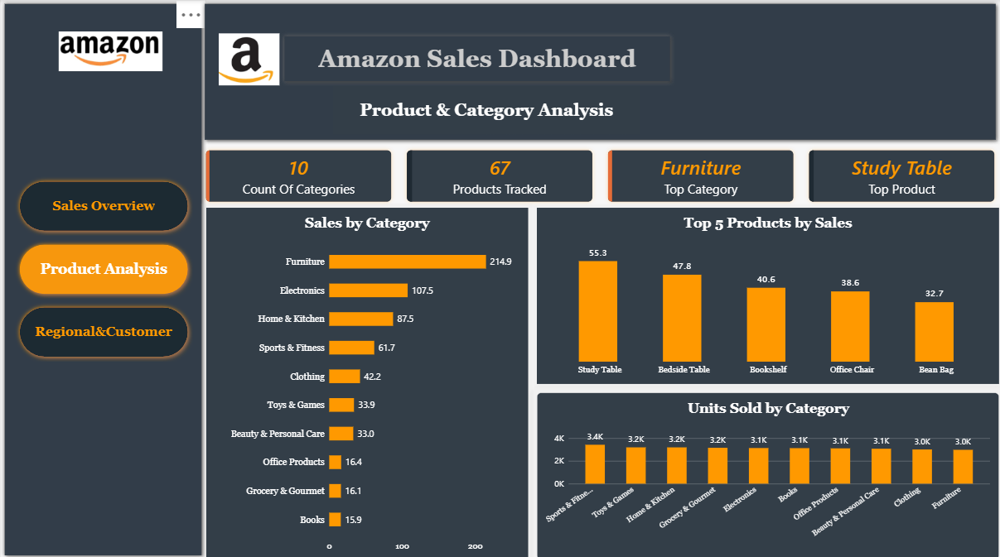 amazon
a
Amazon Sales Dashboard
Product & Category Analysis
Sales Overview
Product Analysis
Regional&Customer
10
Count Of Categories
67
Products Tracked
Furniture
Top Category
Study Table
Top Product
Sales by Category
Furniture 214.9
Electronics 107.5
Home & Kitchen 87.5
Sports & Fitness 61.7
Clothing 42.2
Toys & Games 33.9
Beauty & Personal Care 33.0
Office Products 16.4
Grocery & Gourmet 16.1
Books 15.9
0 100 200
Top 5 Products by Sales
55.3 47.8 40.6 38.6 32.7
Study Table Bedside Table Bookshelf Office Chair Bean Bag
Units Sold by Category
4K
2K
0K
3.4K 3.2K 3.2K 3.2K 3.1K 3.1K 3.1K 3.1K 3.0K 3.0K
Sports & Fitne... Toys & Games Home & Kitchen Grocery & Gourmet Electronics Books Office Products Beauty & Personal Care Clothing Furniture